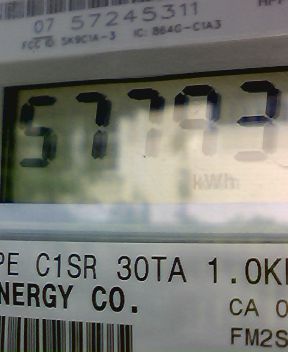 07 57245311
FCC ID SK9C1A-3 IC: 864G-C1A3
57793
kWh
PE C1SR 30TA 1.0K
NERGY CO.
CA 0
FM2S